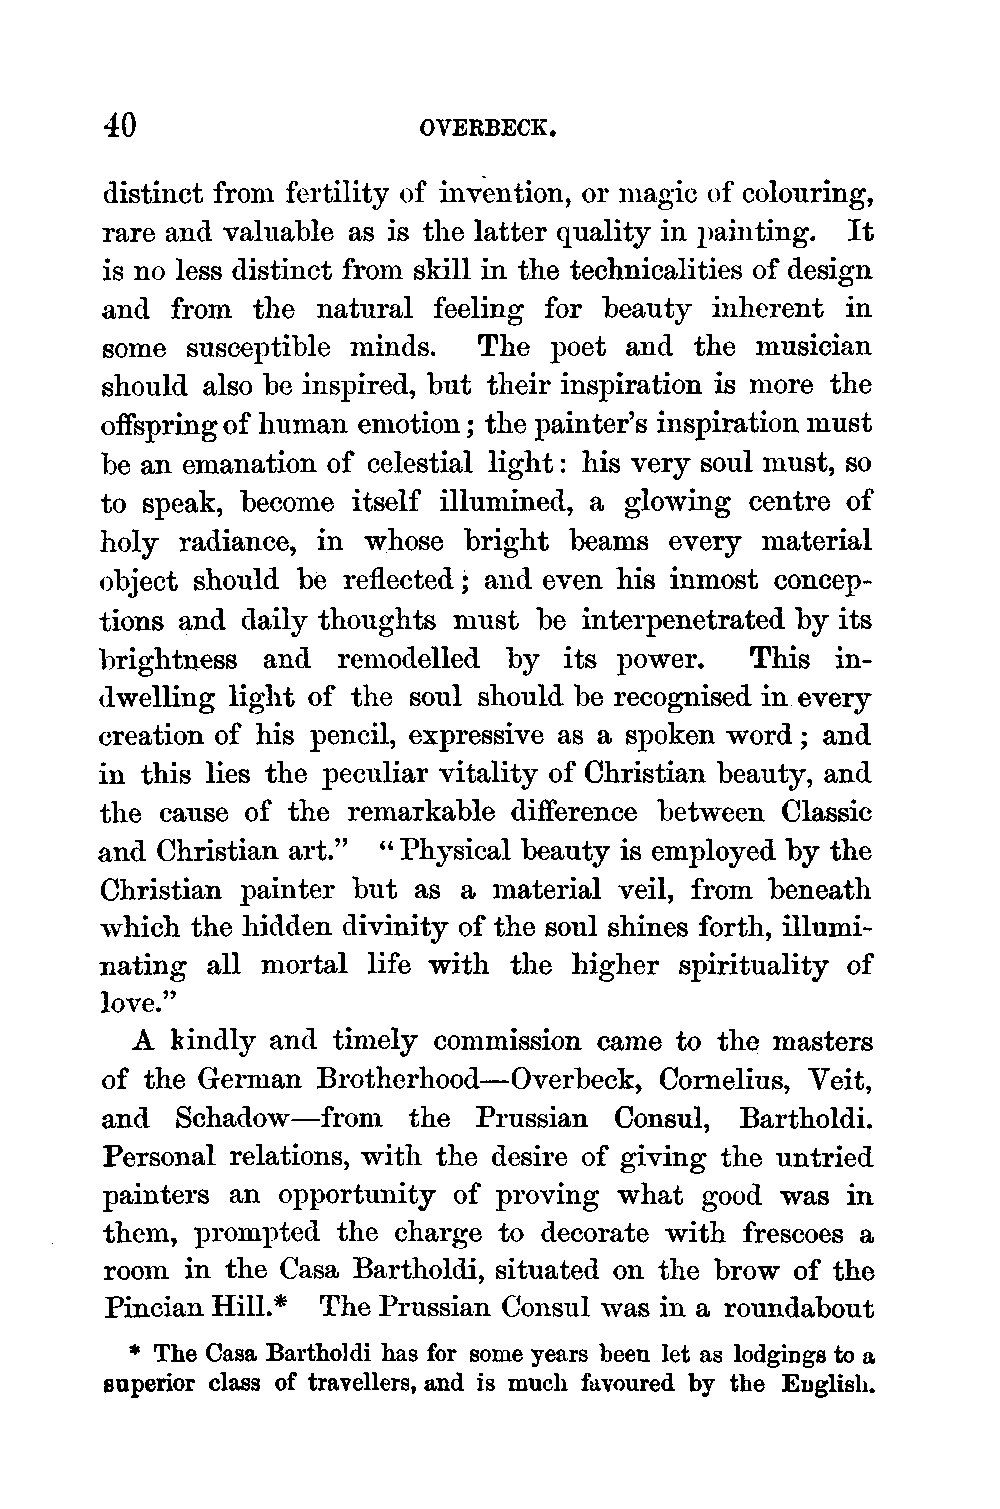 40 OVERBECK.
distinct from fertility of invention, or magic of colouring,
rare and valuable as is the latter quality in painting. It
is no less distinct from skill in the technicalities of design
and from the natural feeling for beauty inherent in
some susceptible minds. The poet and the musician
should also be inspired, but their inspiration is more the
offspring of human emotion; the painter's inspiration must
be an emanation of celestial light: his very soul must, so
to speak, become itself illumined, a glowing centre of
holy radiance, in whose bright beams every material
object should be reflected; and even his inmost concep-
tions and daily thoughts must be interpenetrated by its
brightness and remodelled by its power. This in-
dwelling light of the soul should be recognised in every
creation of his pencil, expressive as a spoken word; and
in this lies the peculiar vitality of Christian beauty, and
the cause of the remarkable difference between Classic
and Christian art.” “Physical beauty is employed by the
Christian painter but as a material veil, from beneath
which the hidden divinity of the soul shines forth, illumi-
nating all mortal life with the higher spirituality of
love.”
A kindly and timely commission came to the masters
of the German Brotherhood—Overbeck, Cornelius, Veit,
and Schadow—from the Prussian Consul, Bartholdi.
Personal relations, with the desire of giving the untried
painters an opportunity of proving what good was in
them, prompted the charge to decorate with frescoes a
room in the Casa Bartholdi, situated on the brow of the
Pincian Hill.* The Prussian Consul was in a roundabout
* The Casa Bartholdi has for some years been let as lodgings to a
superior class of travellers, and is much favoured by the English.